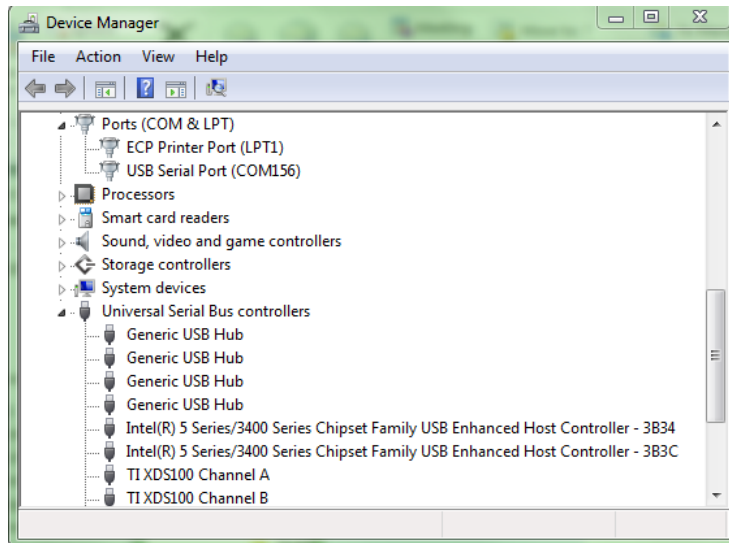 Device Manager
File Action View Help
Ports (COM & LPT)
ECP Printer Port (LPT1)
USB Serial Port (COM156)
Processors
Smart card readers
Sound, video and game controllers
Storage controllers
System devices
Universal Serial Bus controllers
Generic USB Hub
Generic USB Hub
Generic USB Hub
Generic USB Hub
Intel(R) 5 Series/3400 Series Chipset Family USB Enhanced Host Controller - 3B34
Intel(R) 5 Series/3400 Series Chipset Family USB Enhanced Host Controller - 3B3C
TI XDS100 Channel A
TI XDS100 Channel B